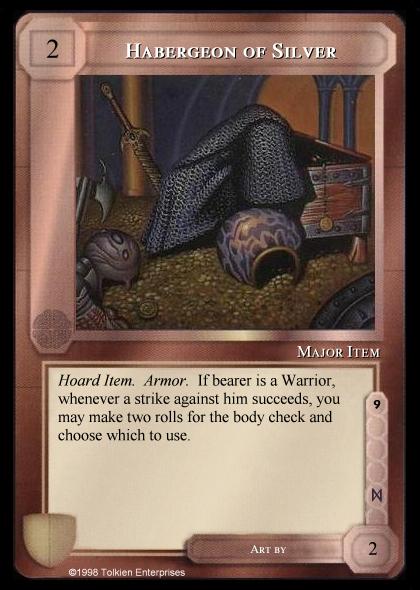 2
Habergeon of Silver
Major Item
Hoard Item. Armor. If bearer is a Warrior,
whenever a strike against him succeeds, you
may make two rolls for the body check and
choose which to use.
9
ᛞ
Art by
2
©1998 Tolkien Enterprises